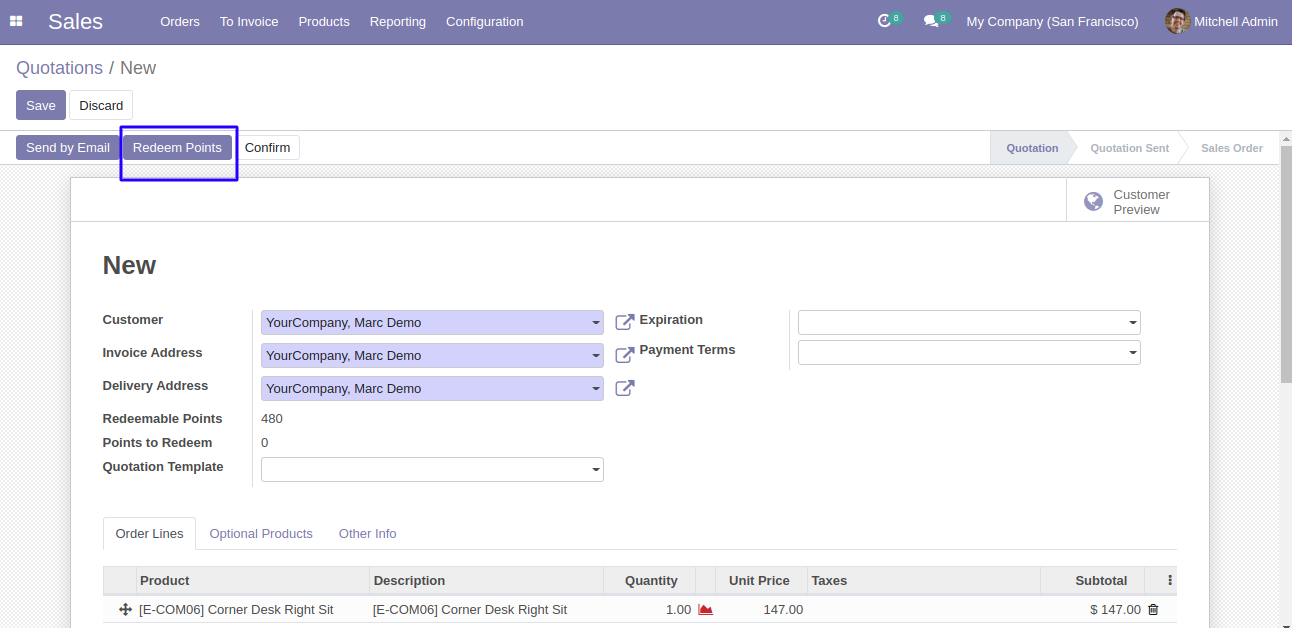 Sales Orders To Invoice Products Reporting Configuration 8 8 My Company (San Francisco) Mitchell Admin
Quotations / New
Save Discard
Send by Email Redeem Points Confirm Quotation Quotation Sent Sales Order
Customer
Preview
New
Customer YourCompany, Marc Demo Expiration
Invoice Address YourCompany, Marc Demo Payment Terms
Delivery Address YourCompany, Marc Demo
Redeemable Points 480
Points to Redeem 0
Quotation Template
Order Lines Optional Products Other Info
Product Description Quantity Unit Price Taxes Subtotal
[E-COM06] Corner Desk Right Sit [E-COM06] Corner Desk Right Sit 1.00 147.00 $ 147.00